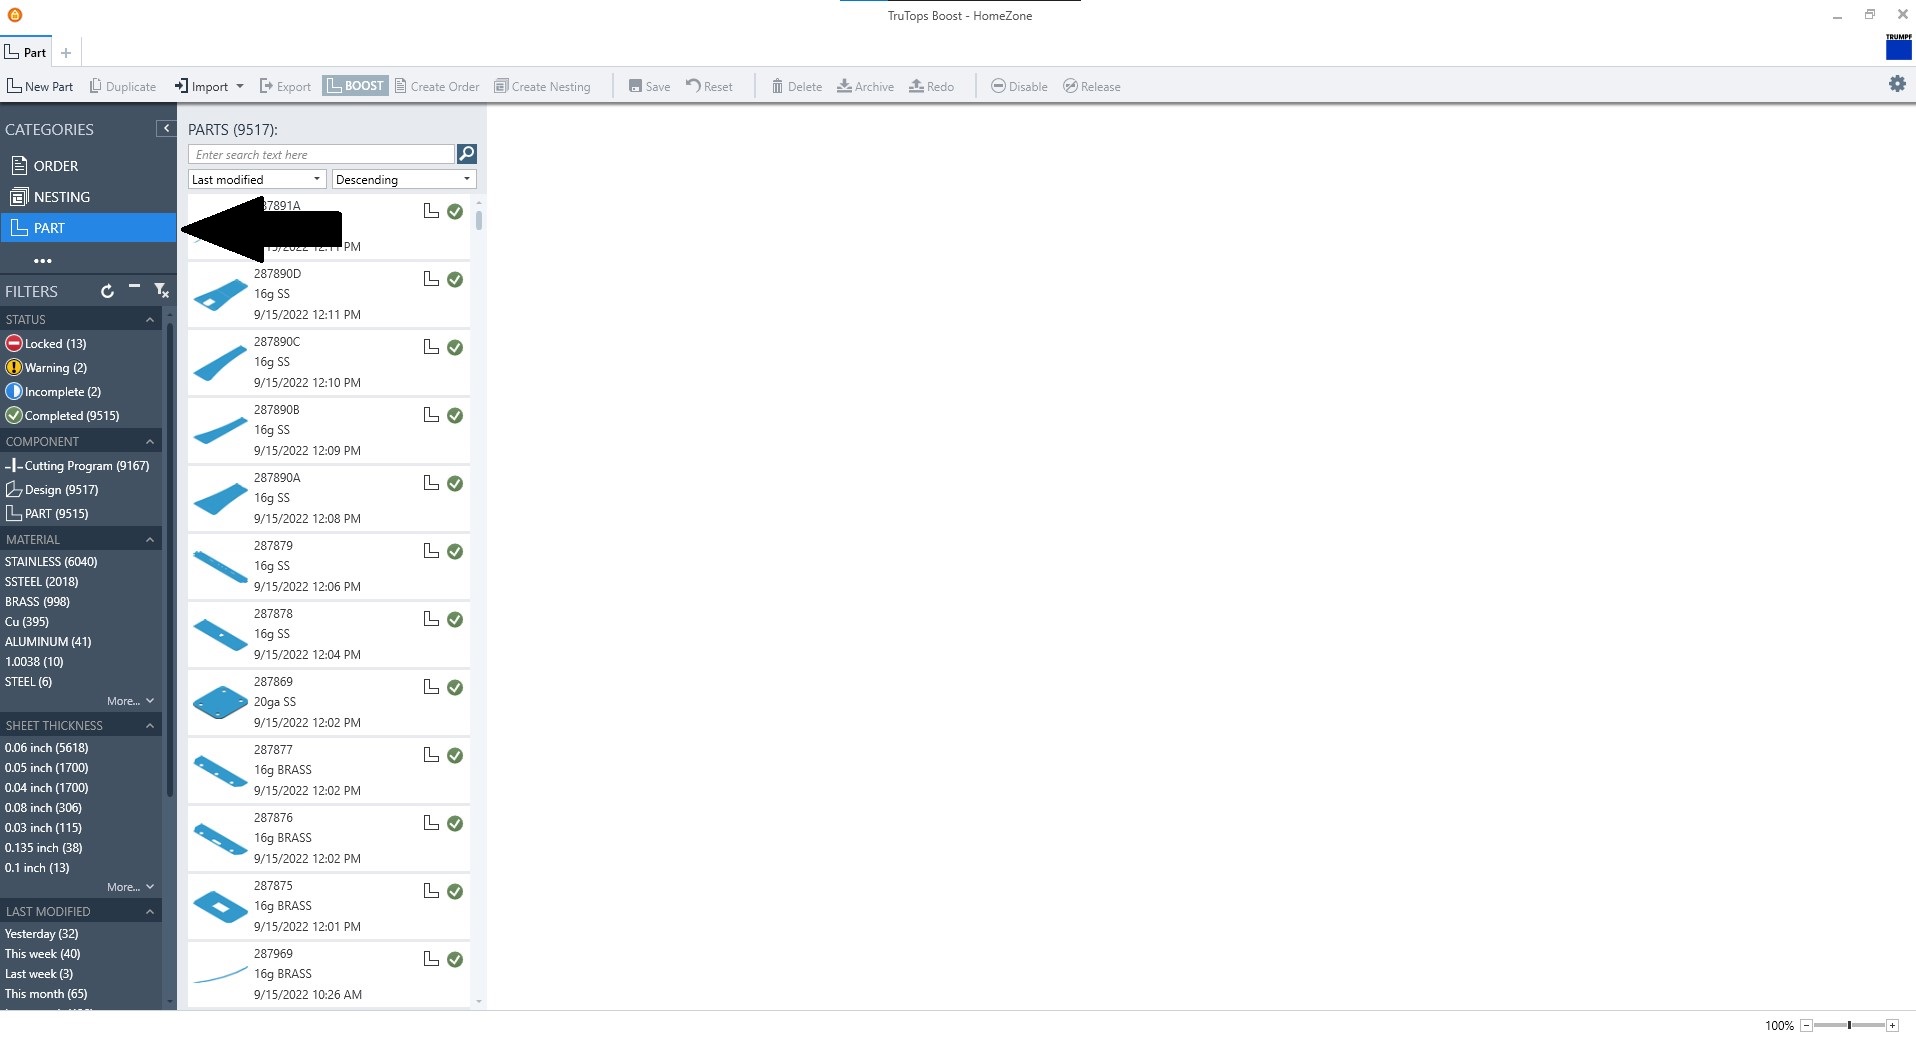 TruTops Boost - HomeZone
Part
TRUMPF
New Part Duplicate Import Export BOOST Create Order Create Nesting Save Reset Delete Archive Redo Disable Release
CATEGORIES
ORDER
NESTING
PART
FILTERS
STATUS
Locked (13)
Warning (2)
Incomplete (2)
Completed (9515)
COMPONENT
Cutting Program (9167)
Design (9517)
PART (9515)
MATERIAL
STAINLESS (6040)
SSTEEL (2018)
BRASS (998)
Cu (395)
ALUMINUM (41)
1.0038 (10)
STEEL (6)
More...
SHEET THICKNESS
0.06 inch (5618)
0.05 inch (1700)
0.04 inch (1700)
0.08 inch (306)
0.03 inch (115)
0.135 inch (38)
0.1 inch (13)
More...
LAST MODIFIED
Yesterday (32)
This week (40)
Last week (3)
This month (65)
PARTS (9517):
Enter search text here
Last modified Descending
87891A
PM
287890D
16g SS
9/15/2022 12:11 PM
287890C
16g SS
9/15/2022 12:10 PM
287890B
16g SS
9/15/2022 12:09 PM
287890A
16g SS
9/15/2022 12:08 PM
287879
16g SS
9/15/2022 12:06 PM
287878
16g SS
9/15/2022 12:04 PM
287869
20ga SS
9/15/2022 12:02 PM
287877
16g BRASS
9/15/2022 12:02 PM
287876
16g BRASS
9/15/2022 12:02 PM
287875
16g BRASS
9/15/2022 12:01 PM
287969
16g BRASS
9/15/2022 10:26 AM
100%